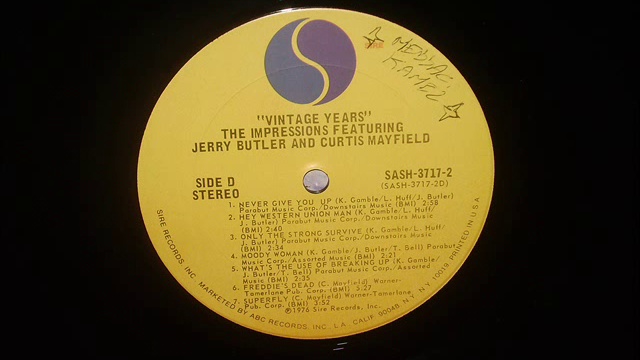 SIRE
MEDZAC.
KAMEL
"VINTAGE YEARS"
THE IMPRESSIONS FEATURING
JERRY BUTLER AND CURTIS MAYFIELD
SIDE D
STEREO
SASH-3717-2
(SASH-3717-2D)
1. NEVER GIVE YOU UP (K. Gamble/L. Huff/J. Butler)
Parabut Music Corp./Downstairs Music (BMI) 2:58
2. HEY WESTERN UNION MAN (K. Gamble/L. Huff/
J. Butler) Parabut Music Corp./Downstairs Music
(BMI) 2:40
3. ONLY THE STRONG SURVIVE (K. Gamble/L. Huff/
J. Butler) Parabut Music Corp./Downstairs Music
(BMI) 2:34
4. MOODY WOMAN (K. Gamble/J. Butler/T. Bell) Parabut
Music Corp./Assorted Music (BMI) 2:21
5. WHAT'S THE USE OF BREAKING UP (K. Gamble/
J. Butler/T. Bell) Parabut Music Corp./Assorted
Music (BMI) 2:35
6. FREDDIE'S DEAD (C. Mayfield) Warner-
Tamerlane Pub. Corp. (BMI) 3:27
7. SUPERFLY (C. Mayfield) Warner-Tamerlane
Pub. Corp. (BMI) 3:52
©1976 Sire Records, Inc.
SIRE RECORDS, INC. MARKETED BY ABC RECORDS, INC. L.A. CALIF. 90048, N.Y., N.Y. 10019 PRINTED IN U.S.A.